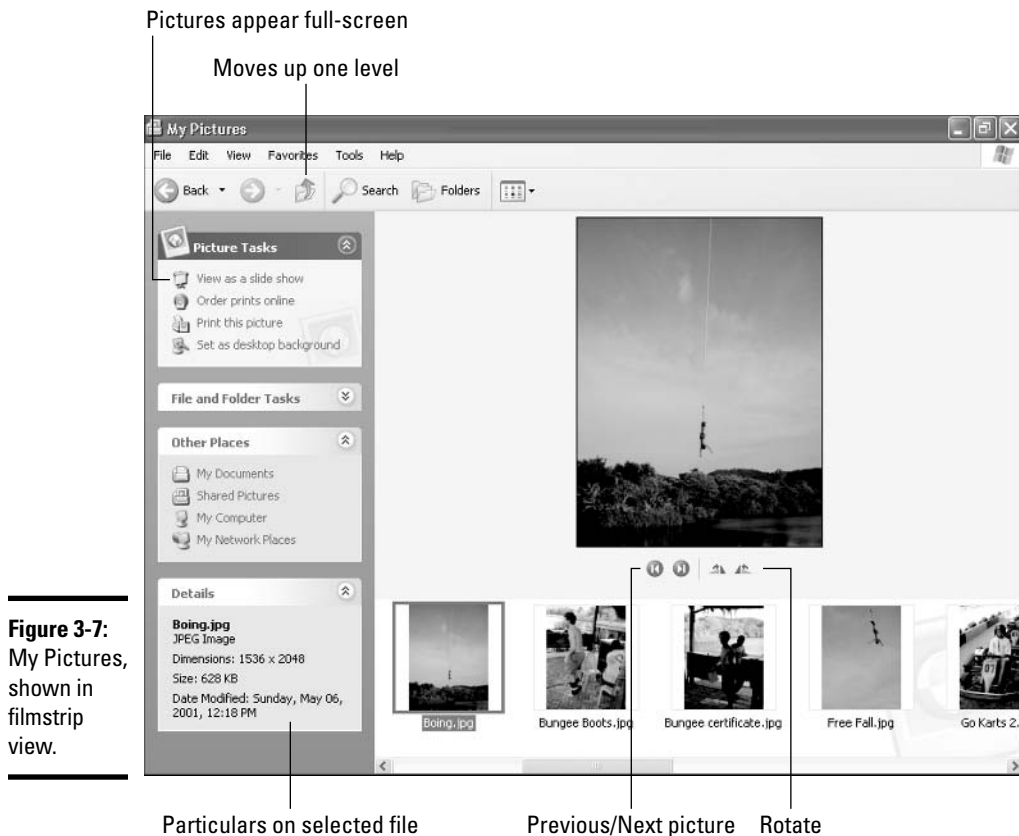 Pictures appear full-screen
Moves up one level
My Pictures
File Edit View Favorites Tools Help
Back Search Folders
Picture Tasks
View as a slide show
Order prints online
Print this picture
Set as desktop background
File and Folder Tasks
Other Places
My Documents
Shared Pictures
My Computer
My Network Places
Details
Boing.jpg
JPEG Image
Dimensions: 1536 x 2048
Size: 628 KB
Date Modified: Sunday, May 06,
2001, 12:18 PM
Boing.jpg Bungee Boots.jpg Bungee certificate.jpg Free Fall.jpg Go Karts 2.
07
Figure 3-7:
My Pictures,
shown in
filmstrip
view.
Particulars on selected file Previous/Next picture Rotate